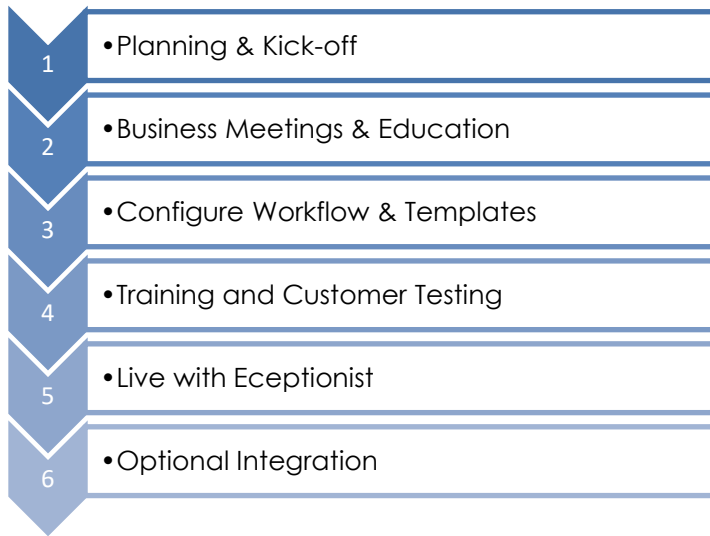 1 •Planning & Kick-off
2 •Business Meetings & Education
3 •Configure Workflow & Templates
4 •Training and Customer Testing
5 •Live with Eceptionist
6 •Optional Integration